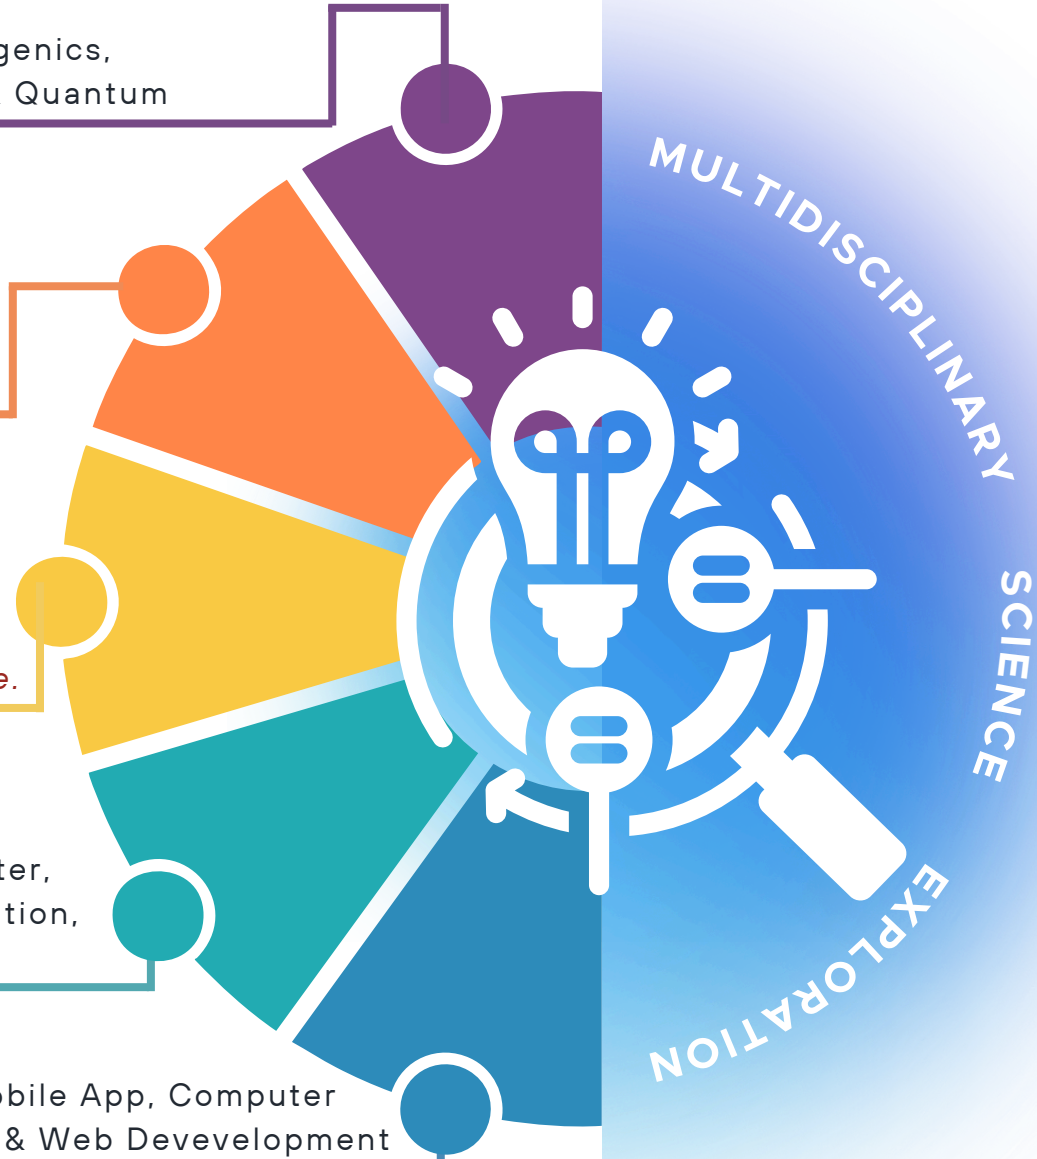 genics,
Quantum
e.
ter,
tion,
obile App, Computer
& Web Devevelopment
MULTIDISCIPLINARY
SCIENCE
EXPLORATION